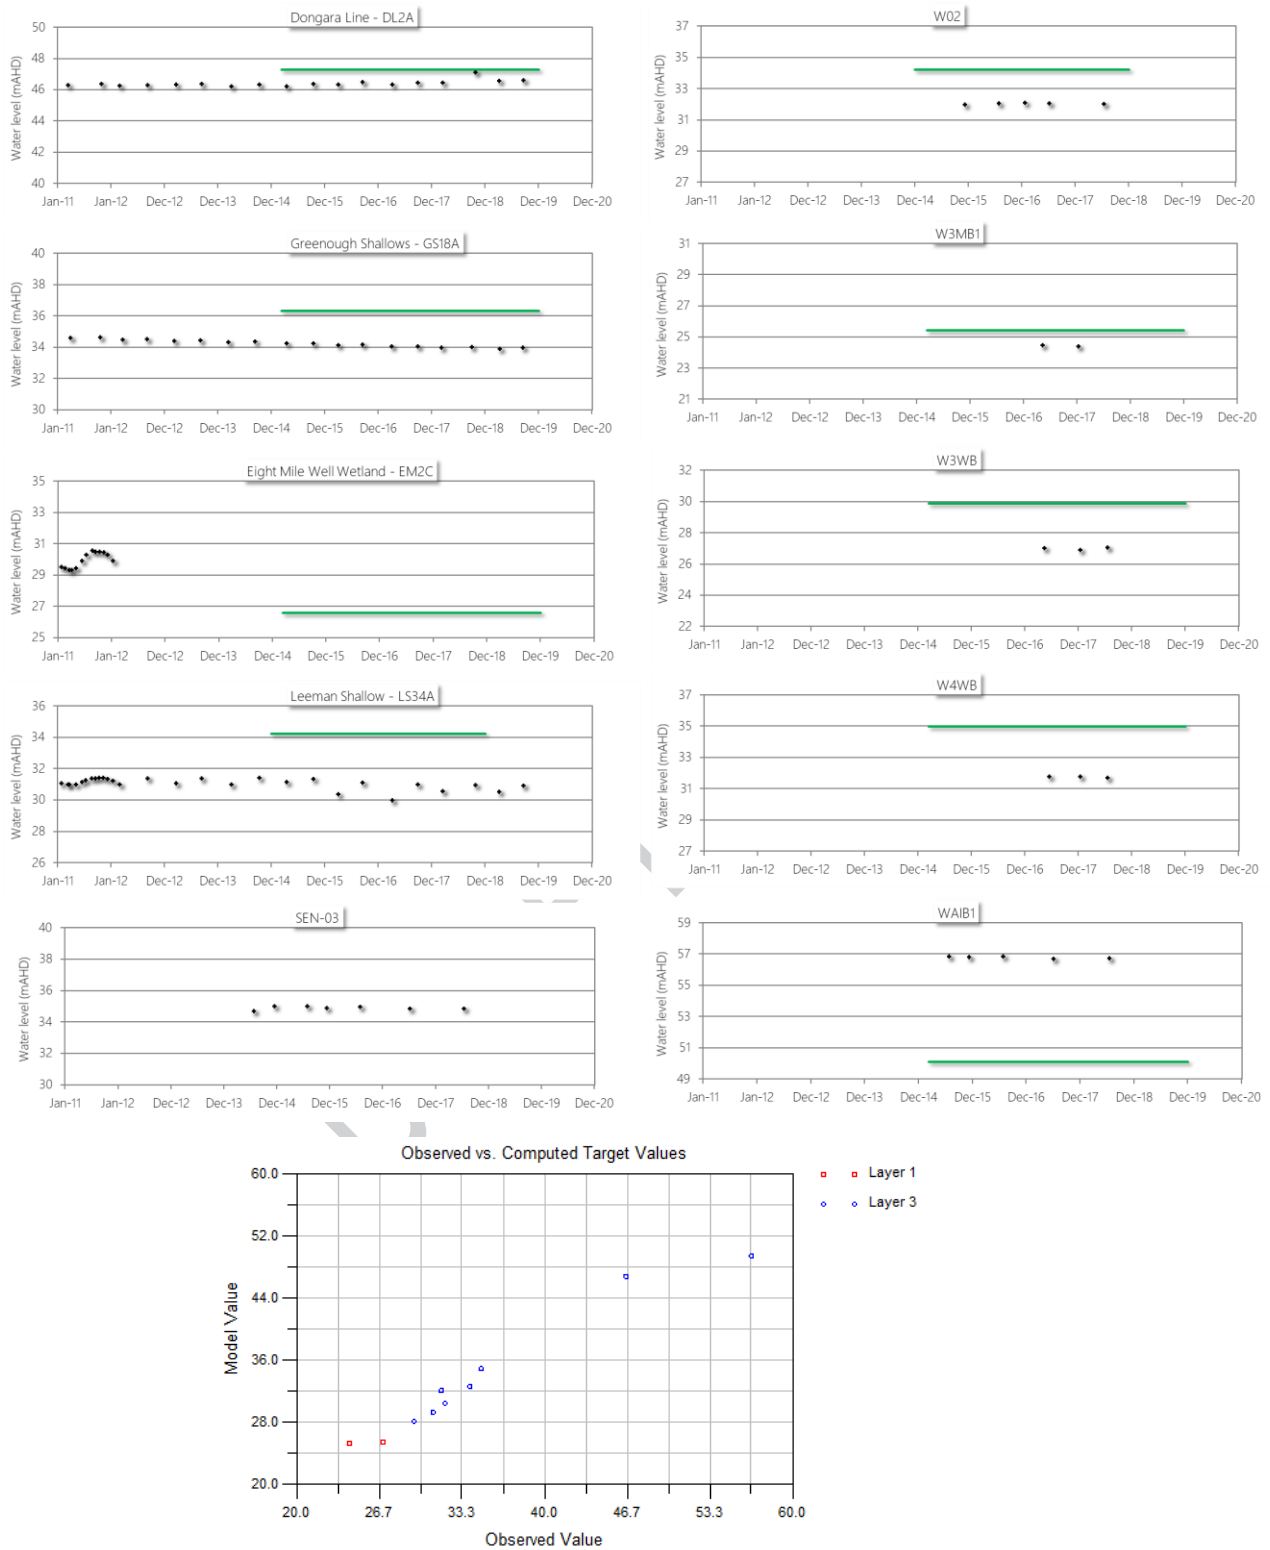 Dongara Line - DL2A
Water level (mAHD)
50
48
46
44
42
40
Jan-11 Jan-12 Dec-12 Dec-13 Dec-14 Dec-15 Dec-16 Dec-17 Dec-18 Dec-19 Dec-20
W02
Water level (mAHD)
37
35
33
31
29
27
Jan-11 Jan-12 Dec-12 Dec-13 Dec-14 Dec-15 Dec-16 Dec-17 Dec-18 Dec-19 Dec-20
Greenough Shallows - GS18A
Water level (mAHD)
40
38
36
34
32
30
Jan-11 Jan-12 Dec-12 Dec-13 Dec-14 Dec-15 Dec-16 Dec-17 Dec-18 Dec-19 Dec-20
W3MB1
Water level (mAHD)
31
29
27
25
23
21
Jan-11 Jan-12 Dec-12 Dec-13 Dec-14 Dec-15 Dec-16 Dec-17 Dec-18 Dec-19 Dec-20
Eight Mile Well Wetland - EM2C
Water level (mAHD)
35
33
31
29
27
25
Jan-11 Jan-12 Dec-12 Dec-13 Dec-14 Dec-15 Dec-16 Dec-17 Dec-18 Dec-19 Dec-20
W3WB
Water level (mAHD)
32
30
28
26
24
22
Jan-11 Jan-12 Dec-12 Dec-13 Dec-14 Dec-15 Dec-16 Dec-17 Dec-18 Dec-19 Dec-20
Leeman Shallow - LS34A
Water level (mAHD)
36
34
32
30
28
26
Jan-11 Jan-12 Dec-12 Dec-13 Dec-14 Dec-15 Dec-16 Dec-17 Dec-18 Dec-19 Dec-20
W4WB
Water level (mAHD)
37
35
33
31
29
27
Jan-11 Jan-12 Dec-12 Dec-13 Dec-14 Dec-15 Dec-16 Dec-17 Dec-18 Dec-19 Dec-20
SEN-03
Water level (mAHD)
40
38
36
34
32
30
Jan-11 Jan-12 Dec-12 Dec-13 Dec-14 Dec-15 Dec-16 Dec-17 Dec-18 Dec-19 Dec-20
WAIB1
Water level (mAHD)
59
57
55
53
51
49
Jan-11 Jan-12 Dec-12 Dec-13 Dec-14 Dec-15 Dec-16 Dec-17 Dec-18 Dec-19 Dec-20
Observed vs. Computed Target Values
Layer 1
Layer 3
Model Value
60.0
52.0
44.0
36.0
28.0
20.0
20.0 26.7 33.3 40.0 46.7 53.3 60.0
Observed Value